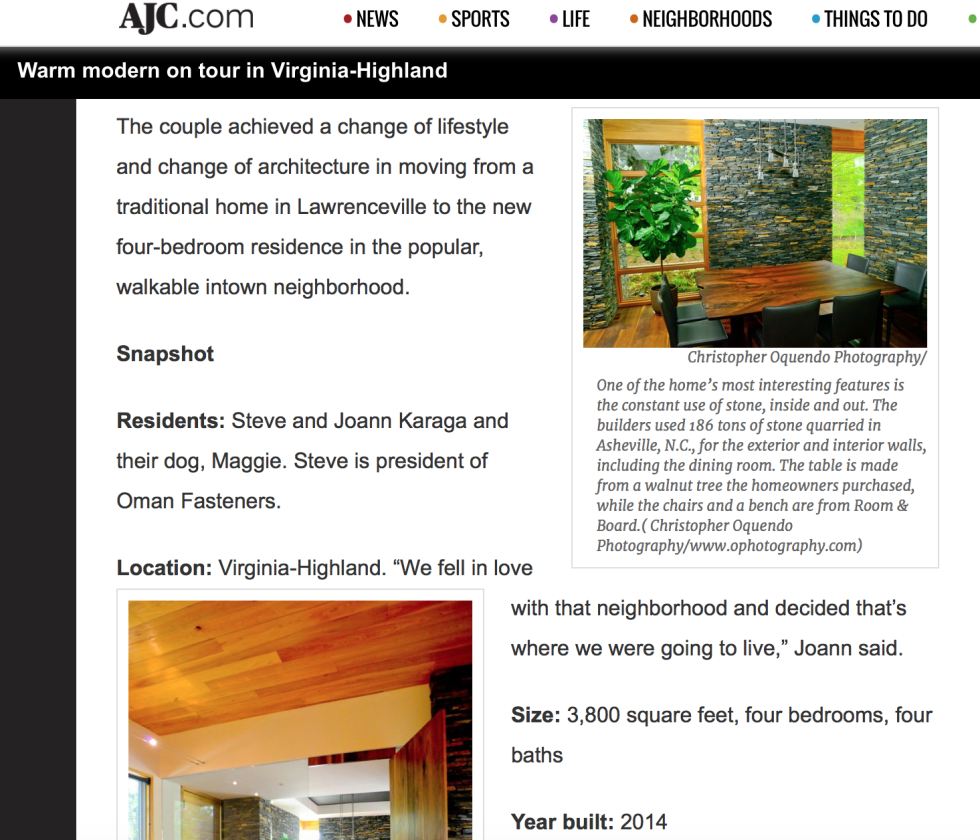 AJC.com
NEWS
SPORTS
LIFE
NEIGHBORHOODS
THINGS TO DO
Warm modern on tour in Virginia-Highland
The couple achieved a change of lifestyle
and change of architecture in moving from a
traditional home in Lawrenceville to the new
four-bedroom residence in the popular,
walkable intown neighborhood.
Snapshot
Residents: Steve and Joann Karaga and
their dog, Maggie. Steve is president of
Oman Fasteners.
Christopher Oquendo Photography/
One of the home’s most interesting features is
the constant use of stone, inside and out. The
builders used 186 tons of stone quarried in
Asheville, N.C., for the exterior and interior walls,
including the dining room. The table is made
from a walnut tree the homeowners purchased,
while the chairs and a bench are from Room &
Board.( Christopher Oquendo
Photography/www.ophotography.com)
Location: Virginia-Highland. “We fell in love
with that neighborhood and decided that’s
where we were going to live,” Joann said.
Size: 3,800 square feet, four bedrooms, four
baths
Year built: 2014